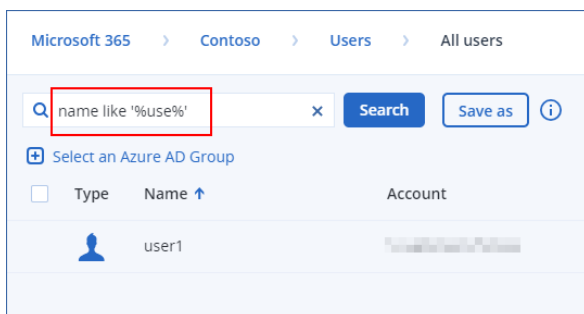 Microsoft 365 > Contoso > Users > All users
name like '%use%' × Search Save as i
Select an Azure AD Group
Type Name ↑ Account
user1